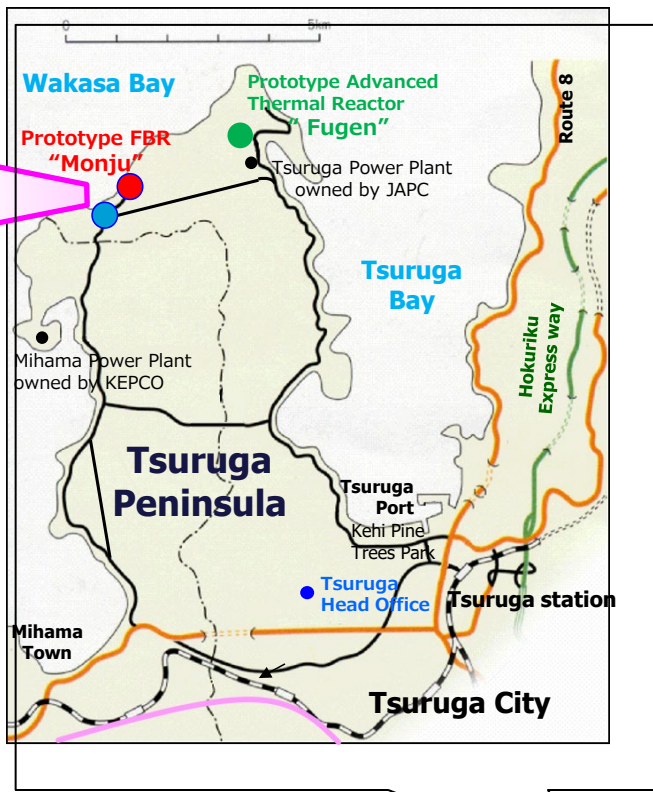 0
5km
Wakasa Bay
Prototype Advanced
Thermal Reactor
“ Fugen”
Route 8
Prototype FBR
“Monju”
Tsuruga Power Plant
owned by JAPC
Tsuruga
Bay
Hokuriku
Express way
Mihama Power Plant
owned by KEPCO
Tsuruga
Peninsula
Tsuruga
Port
Kehi Pine
Trees Park
Tsuruga
Head Office
Tsuruga station
Mihama
Town
Tsuruga City